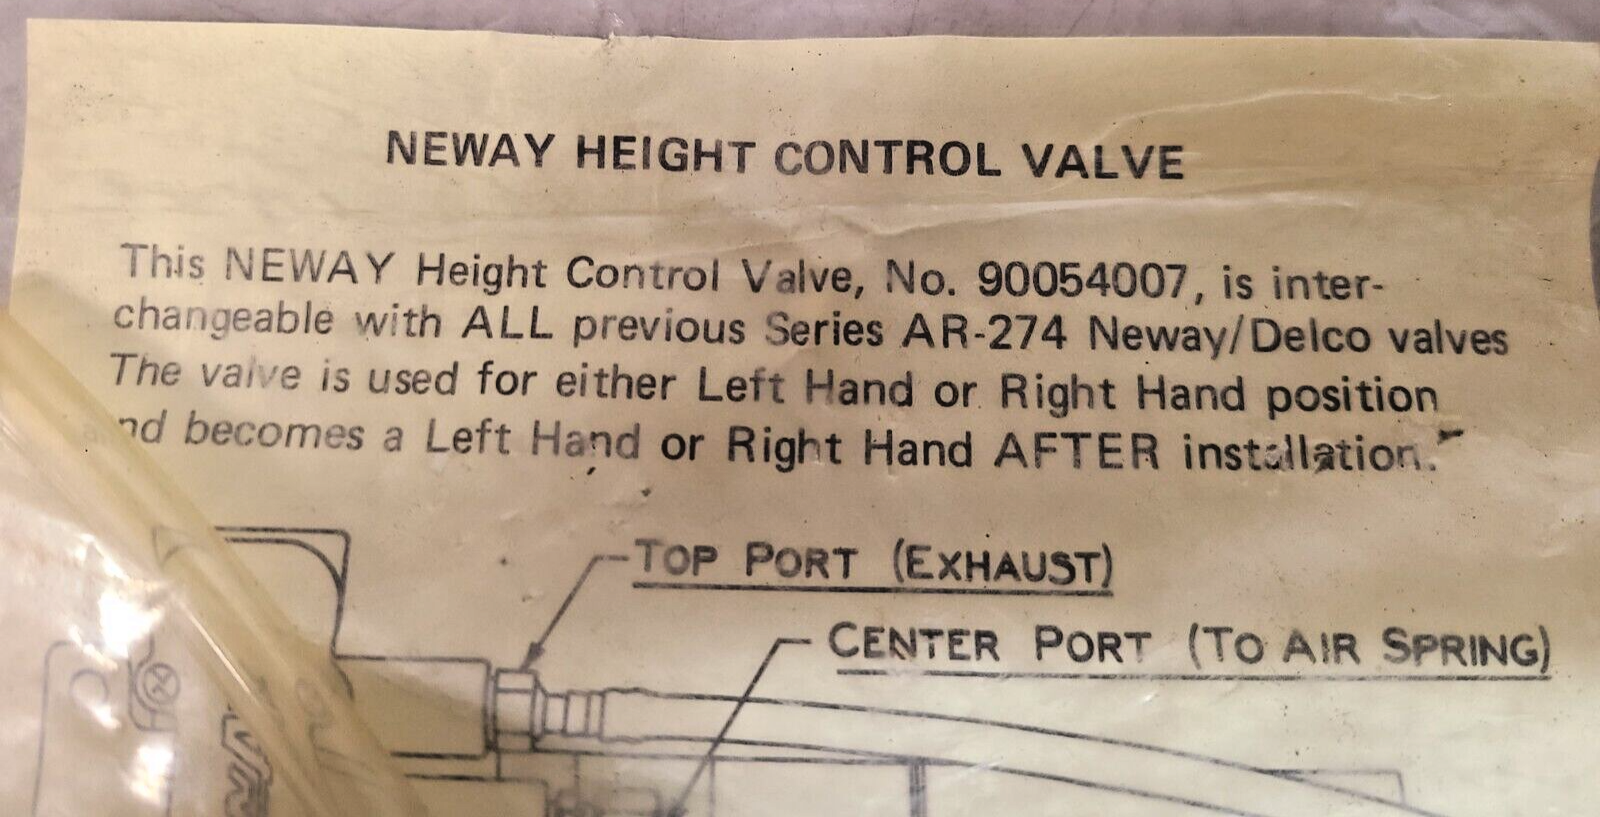 NEWAY HEIGHT CONTROL VALVE
This NEWAY Height Control Valve, No. 90054007, is inter-
changeable with ALL previous Series AR-274 Neway/Delco valves
The valve is used for either Left Hand or Right Hand position
and becomes a Left Hand or Right Hand AFTER installation.
TOP PORT (EXHAUST)
CENTER PORT (TO AIR SPRING)